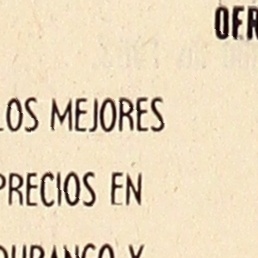 OFR
LOS MEJORES
PRECIOS EN
DURANGO Y